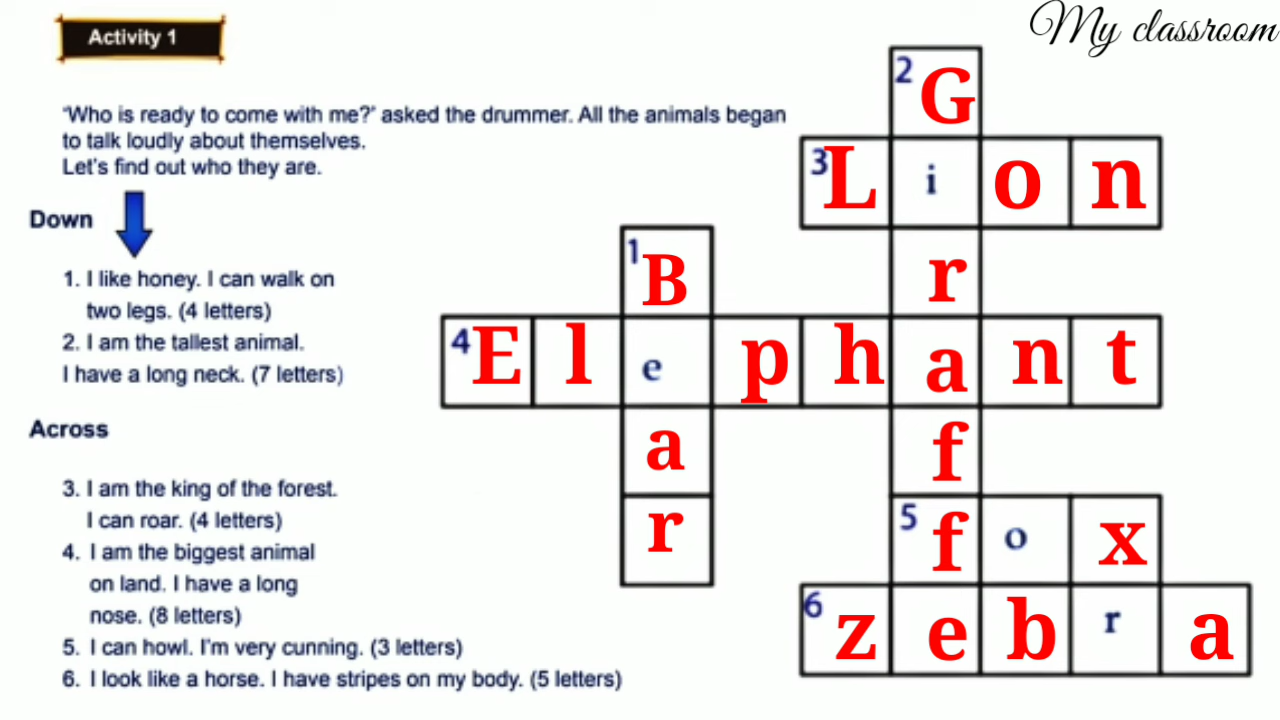 My classroom
Activity 1
'Who is ready to come with me?' asked the drummer. All the animals began
to talk loudly about themselves.
Let's find out who they are.
Down
1. I like honey. I can walk on
two legs. (4 letters)
2. I am the tallest animal.
I have a long neck. (7 letters)
Across
3. I am the king of the forest.
I can roar. (4 letters)
4. I am the biggest animal
on land. I have a long
nose. (8 letters)
5. I can howl. I'm very cunning. (3 letters)
6. I look like a horse. I have stripes on my body. (5 letters)
2 G
3 L i o n
1 B r
4 E l e p h a n t
a f
r 5 f o x
6 z e b r a